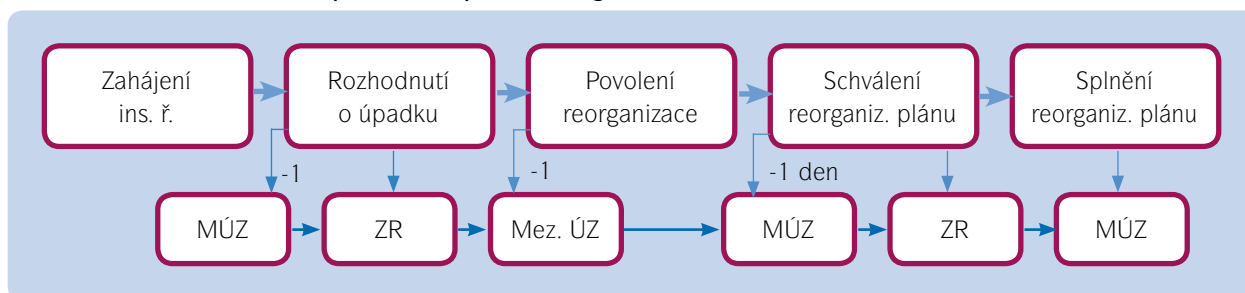 Zahájení
ins. ř.
Rozhodnutí
o úpadku
Povolení
reorganizace
Schválení
reorganiz. plánu
Splnění
reorganiz. plánu
-1
-1
-1 den
MÚZ
ZR
Mez. ÚZ
MÚZ
ZR
MÚZ